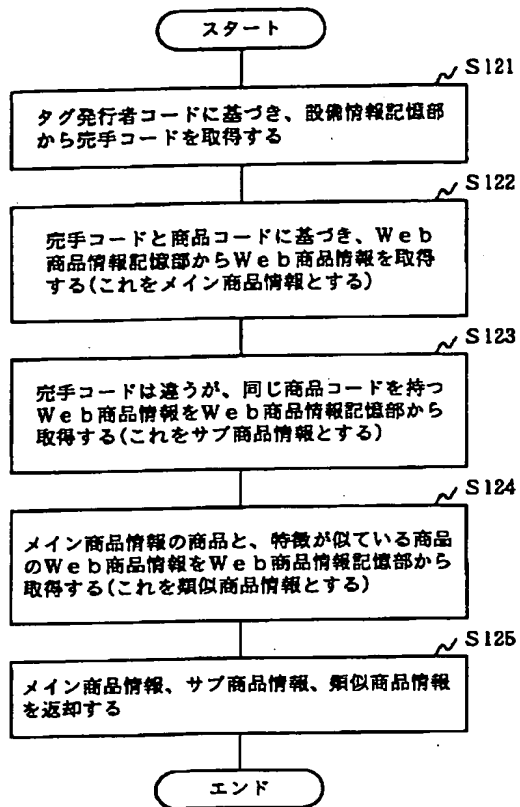 スタート
S121
タグ発行者コードに基づき、設備情報記憶部
から売手コードを取得する
S122
売手コードと商品コードに基づき、Web
商品情報記憶部からWeb商品情報を取得
する(これをメイン商品情報とする)
S123
売手コードは違うが、同じ商品コードを持つ
Web商品情報をWeb商品情報記憶部から
取得する(これをサブ商品情報とする)
S124
メイン商品情報の商品と、特徴が似ている商品
のWeb商品情報をWeb商品情報記憶部から
取得する(これを類似商品情報とする)
S125
メイン商品情報、サブ商品情報、類似商品情報
を返却する
エンド